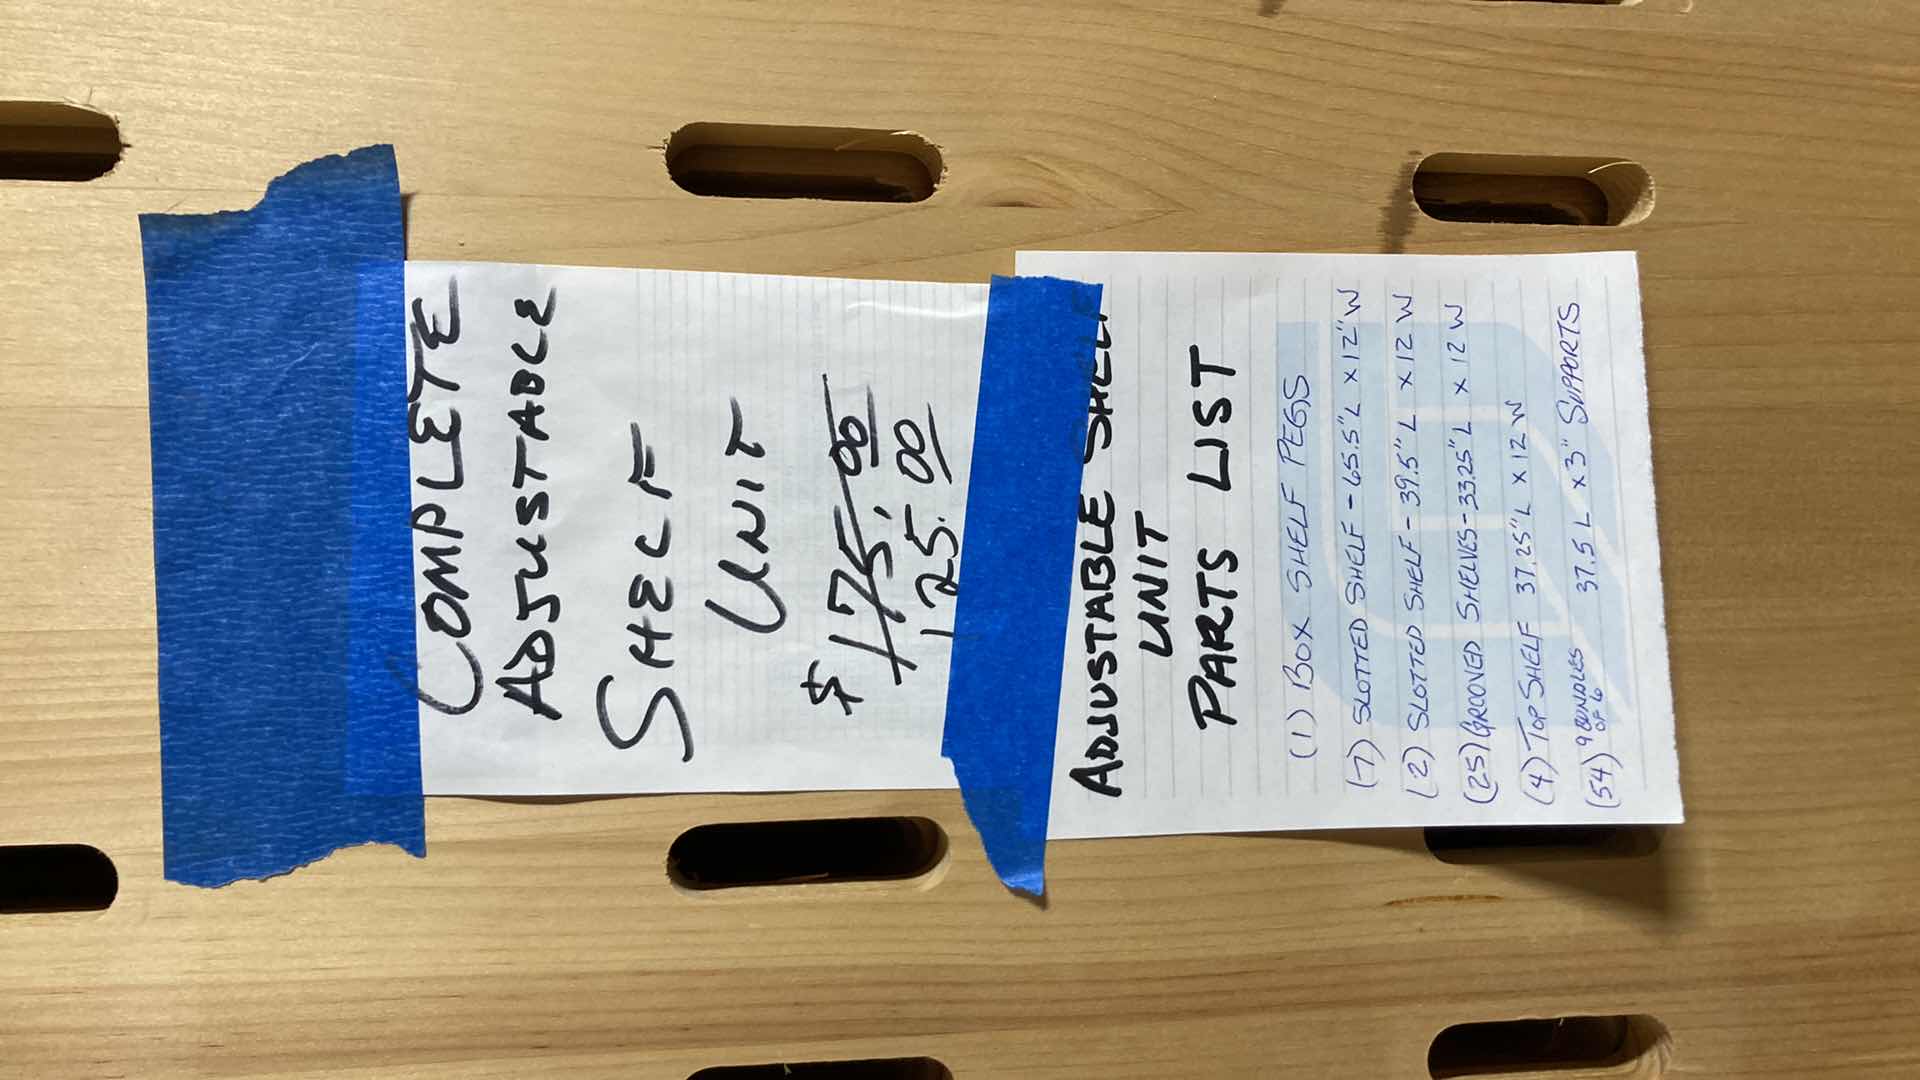 COMPLETE
ADJUSTABLE
SHELF
UNIT
$175.00
125.00
ADJUSTABLE SHELF
UNIT
PARTS LIST
(1) BOX SHELF PEGS
(7) SLOTTED SHELF - 65.5" L x 12" W
(2) SLOTTED SHELF - 39.5" L x 12 W
(25) GROOVED SHELVES - 33.25" L x 12 W
(4) TOP SHELF 37.25" L x 12 W
(54) 9 BUNDLES OF 6 37.5 L x 3" SUPPORTS